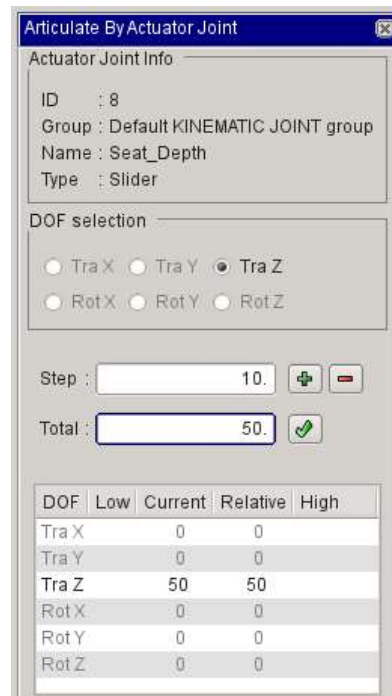 Articulate By Actuator Joint
Actuator Joint Info
ID : 8
Group : Default KINEMATIC JOINT group
Name : Seat_Depth
Type : Slider
DOF selection
Tra X Tra Y Tra Z
Rot X Rot Y Rot Z
Step : 10.
Total : 50.
DOF Low Current Relative High
Tra X 0 0
Tra Y 0 0
Tra Z 50 50
Rot X 0 0
Rot Y 0 0
Rot Z 0 0